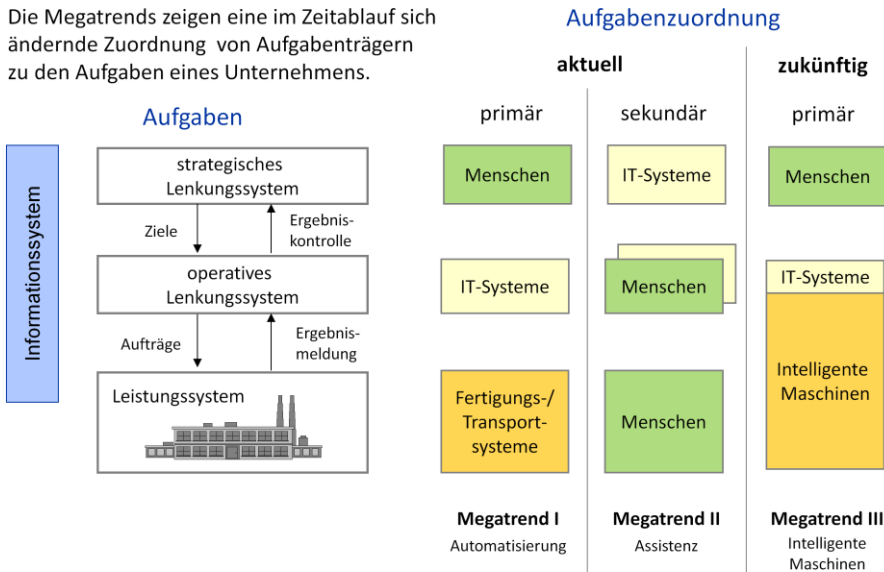 Die Megatrends zeigen eine im Zeitablauf sich
ändernde Zuordnung von Aufgabenträgern
zu den Aufgaben eines Unternehmens.
Aufgabenzuordnung
aktuell
zukünftig
Aufgaben
primär
sekundär
primär
Informationssystem
strategisches
Lenkungssystem
Menschen
IT-Systeme
Menschen
Ziele
Ergebnis-
kontrolle
operatives
Lenkungssystem
IT-Systeme
Menschen
IT-Systeme
Aufträge
Ergebnis-
meldung
Leistungssystem
Fertigungs-/
Transport-
systeme
Menschen
Intelligente
Maschinen
Megatrend I
Automatisierung
Megatrend II
Assistenz
Megatrend III
Intelligente
Maschinen